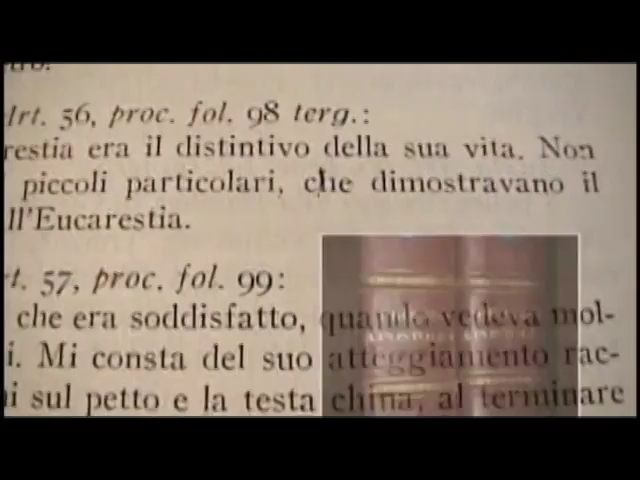 Art. 56, proc. fol. 98 terg.:
restia era il distintivo della sua vita. Non
piccoli particolari, che dimostravano il
ll'Eucarestia.
t. 57, proc. fol. 99:
che era soddisfatto, quando vedeva mol-
i. Mi consta del suo atteggiamento rac-
i sul petto e la testa china, al terminare